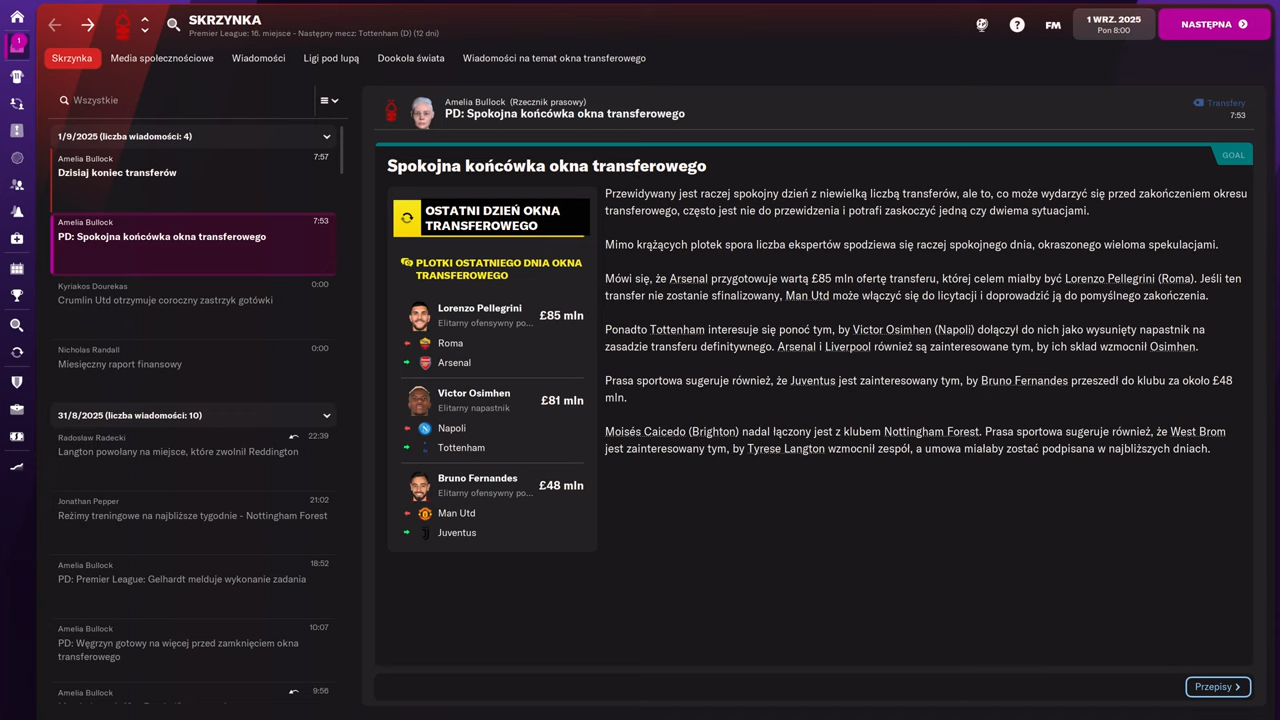 SKRZYNKA
Premier League: 16. miejsce - Następny mecz: Tottenham (D) (12 dni)
FM
1 WRZ. 2025
Pon 8:00
NASTĘPNA
1
Skrzynka
Media społecznościowe
Wiadomości
Ligi pod lupą
Dookoła świata
Wiadomości na temat okna transferowego
Wszystkie
1/9/2025 (liczba wiadomości: 4)
Amelia Bullock
7:57
Dzisiaj koniec transferów
Amelia Bullock
7:53
PD: Spokojna końcówka okna transferowego
Kyriakos Dourekas
0:00
Crumlin Utd otrzymuje coroczny zastrzyk gotówki
Nicholas Randall
0:00
Miesięczny raport finansowy
31/8/2025 (liczba wiadomości: 10)
Radosław Radecki
22:39
Langton powołany na miejsce, które zwolnił Reddington
Jonathan Pepper
21:02
Reżimy treningowe na najbliższe tygodnie - Nottingham Forest
Amelia Bullock
18:52
PD: Premier League: Gelhardt melduje wykonanie zadania
Amelia Bullock
10:07
PD: Węgrzyn gotowy na więcej przed zamknięciem okna
transferowego
Amelia Bullock
9:56
Amelia Bullock (Rzecznik prasowy)
PD: Spokojna końcówka okna transferowego
Transfery
7:53
GOAL
Spokojna końcówka okna transferowego
OSTATNI DZIEŃ OKNA
TRANSFEROWEGO
PLOTKI OSTATNIEGO DNIA OKNA
TRANSFEROWEGO
Lorenzo Pellegrini
Elitarny ofensywny po...
£85 mln
Roma
Arsenal
Victor Osimhen
Elitarny napastnik
£81 mln
Napoli
Tottenham
Bruno Fernandes
Elitarny ofensywny po...
£48 mln
Man Utd
Juventus
Przewidywany jest raczej spokojny dzień z niewielką liczbą transferów, ale to, co może wydarzyć się przed zakończeniem okresu
transferowego, często jest nie do przewidzenia i potrafi zaskoczyć jedną czy dwiema sytuacjami.
Mimo krążących plotek spora liczba ekspertów spodziewa się raczej spokojnego dnia, okraszonego wieloma spekulacjami.
Mówi się, że Arsenal przygotowuje wartą £85 mln ofertę transferu, której celem miałby być Lorenzo Pellegrini (Roma). Jeśli ten
transfer nie zostanie sfinalizowany, Man Utd może włączyć się do licytacji i doprowadzić ją do pomyślnego zakończenia.
Ponadto Tottenham interesuje się ponoć tym, by Victor Osimhen (Napoli) dołączył do nich jako wysunięty napastnik na
zasadzie transferu definitywnego. Arsenal i Liverpool również są zainteresowane tym, by ich skład wzmocnił Osimhen.
Prasa sportowa sugeruje również, że Juventus jest zainteresowany tym, by Bruno Fernandes przeszedł do klubu za około £48
mln.
Moisés Caicedo (Brighton) nadal łączony jest z klubem Nottingham Forest. Prasa sportowa sugeruje również, że West Brom
jest zainteresowany tym, by Tyrese Langton wzmocnił zespół, a umowa miałaby zostać podpisana w najbliższych dniach.
Przepisy